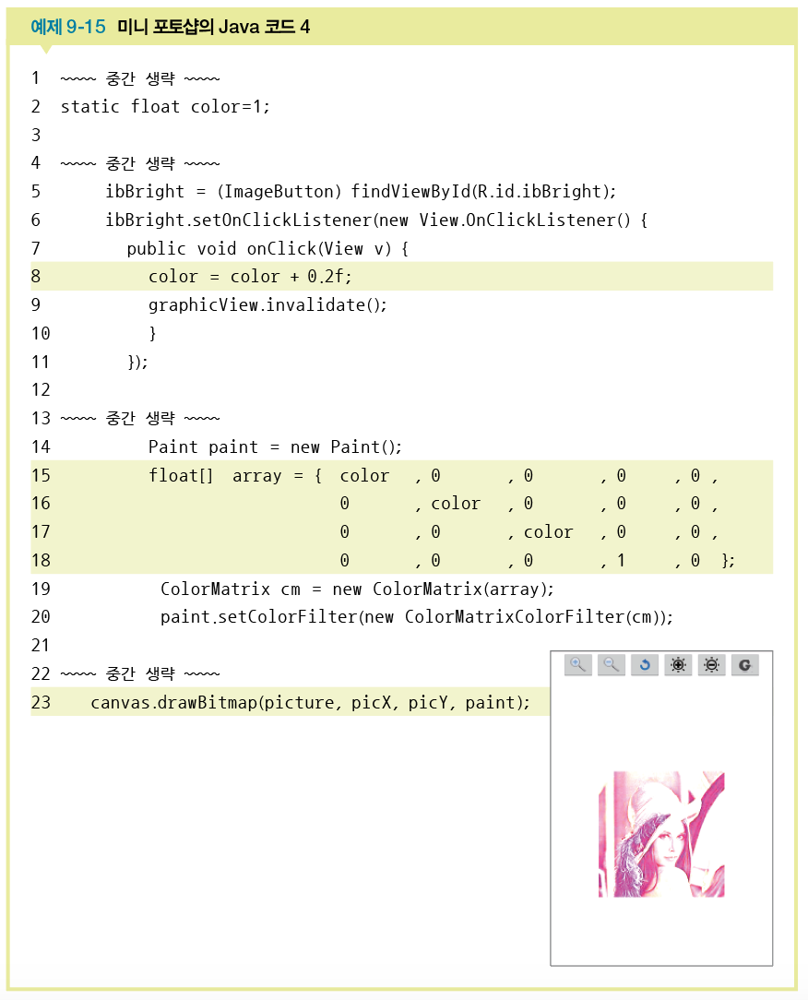 예제 9-15 미니 포토샵의 Java 코드 4
1 ~~~~ 중간 생략 ~~~~
2 static float color=1;
3
4 ~~~~ 중간 생략 ~~~~
5 ibBright = (ImageButton) findViewById(R.id.ibBright);
6 ibBright.setOnClickListener(new View.OnClickListener() {
7 public void onClick(View v) {
8 color = color + 0.2f;
9 graphicView.invalidate();
10 }
11 });
12
13 ~~~~ 중간 생략 ~~~~
14 Paint paint = new Paint();
15 float[] array = { color , 0 , 0 , 0 , 0 ,
16 0 , color , 0 , 0 , 0 ,
17 0 , 0 , color , 0 , 0 ,
18 0 , 0 , 0 , 1 , 0 };
19 ColorMatrix cm = new ColorMatrix(array);
20 paint.setColorFilter(new ColorMatrixColorFilter(cm));
21
22 ~~~~ 중간 생략 ~~~~
23 canvas.drawBitmap(picture, picX, picY, paint);
G